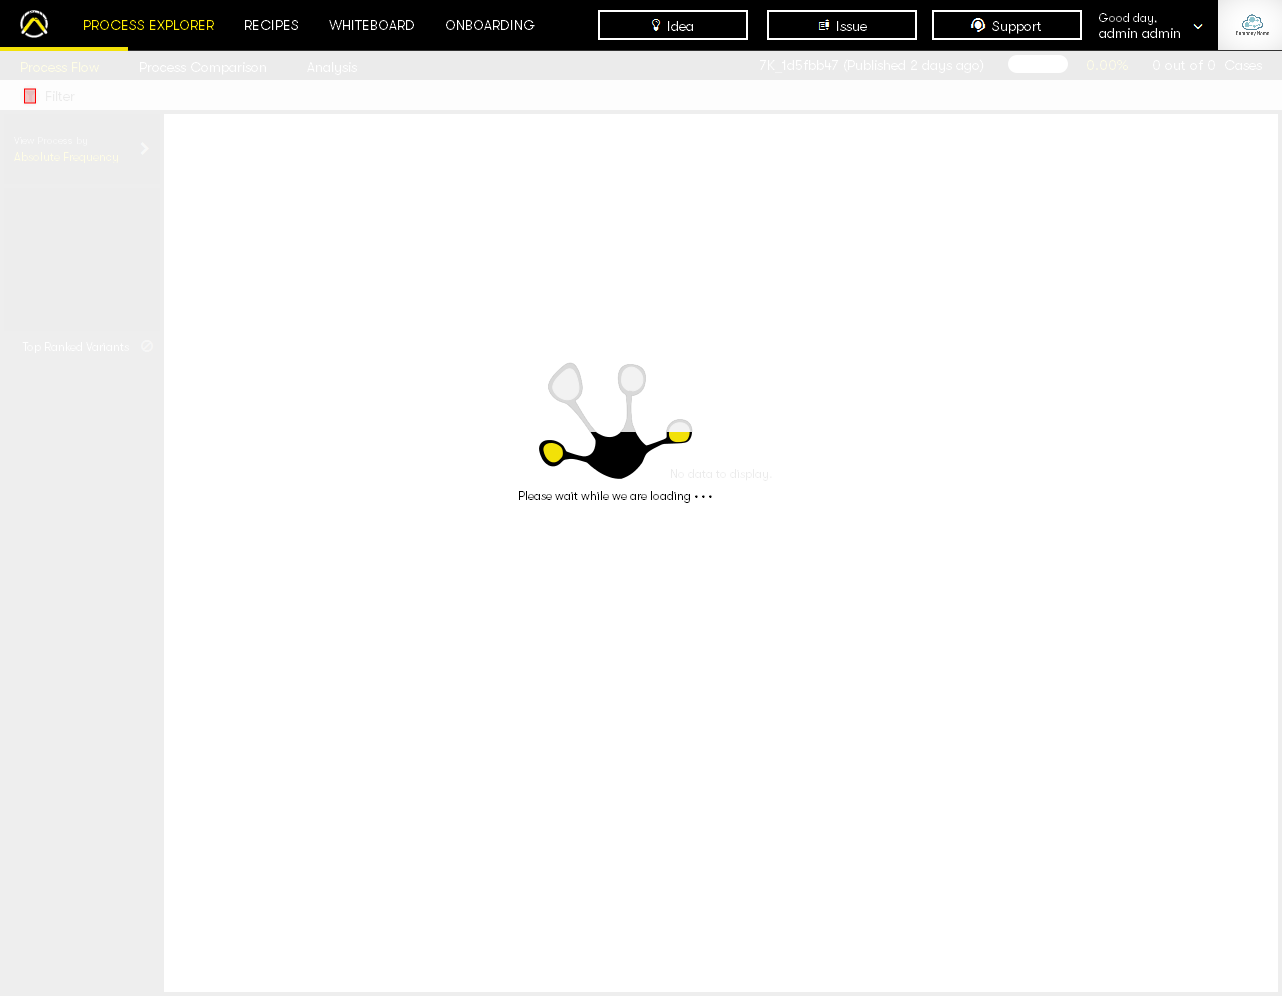 PROCESS EXPLORER RECIPES WHITEBOARD ONBOARDING Idea Issue Support
Good day,
admin admin
Company Name
Process Flow Process Comparison Analysis 7K_1d5fbb47 (Published 2 days ago) 0.00% 0 out of 0 Cases
Filter
View Process by
Absolute Frequency
Top Ranked Variants
No data to display.
Please wait while we are loading • • •